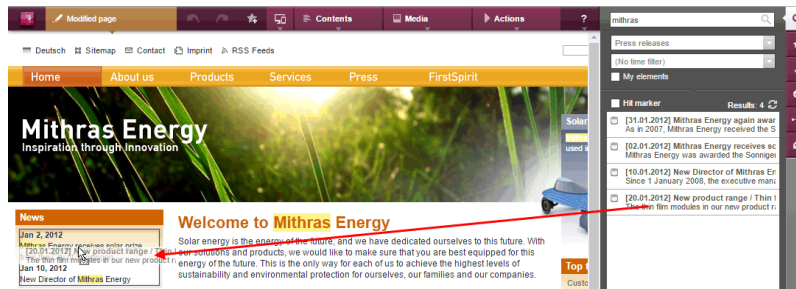 Modified page
Contents
Media
Actions
?
mithras
Deutsch Sitemap Contact Imprint RSS Feeds
Press releases
(No time filter)
My elements
Home About us Products Services Press FirstSpirit
Hit marker Results: 4
Mithras Energy
Inspiration through Innovation
Solar
used i
[31.01.2012] Mithras Energy again awar
As in 2007, Mithras Energy received the S
[02.01.2012] Mithras Energy receives sc
Mithras Energy was awarded the Sonniger
[10.01.2012] New Director of Mithras En
Since 1 January 2008, the executive mana
[20.01.2012] New product range / Thin f
The thin film modules in our new product ra
News
Jan 2, 2012
Mithras Energy receives solar prize
[20.01.2012] New product range / Thin
The thin film modules in our new product r
Jan 10, 2012
New Director of Mithras Energy
Welcome to Mithras Energy
Solar energy is the energy of the future, and we have dedicated ourselves to this future. With
our solutions and products, we would like to make sure that you are best equipped for this
energy of the future. This is the only way for each of us to achieve the highest levels of
sustainability and environmental protection for ourselves, our families and our companies.
Top
Custo